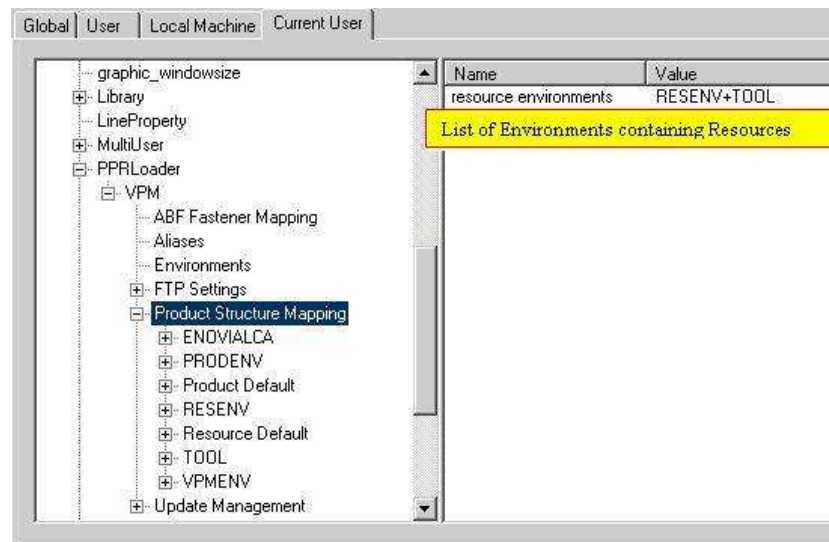 Global User Local Machine Current User
graphic_windowsize
Library
LineProperty
MultiUser
PPRLoader
VPM
ABF Fastener Mapping
Aliases
Environments
FTP Settings
Product Structure Mapping
ENOVIALCA
PRODENV
Product Default
RESENV
Resource Default
TOOL
VPMENV
Update Management
Name Value
resource environments RESENV+TOOL
List of Environments containing Resources